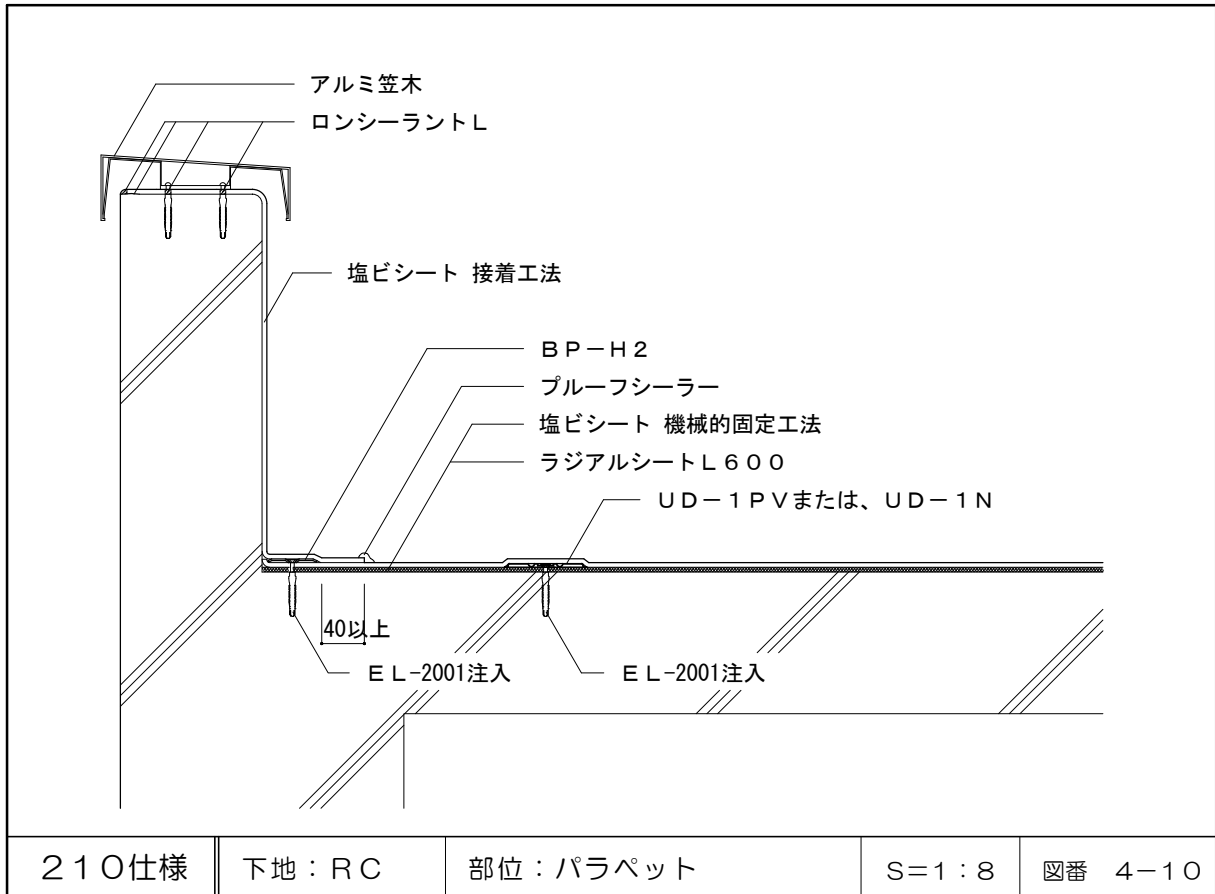 アルミ笠木
ロンシーラントL
塩ビシート 接着工法
BP-H2
プルーフシーラー
塩ビシート 機械的固定工法
ラジアルシートL600
UD-1PVまたは、UD-1N
40以上
EL-2001注入
EL-2001注入
210仕様
下地:RC
部位:パラペット
S=1:8
図番 4-10